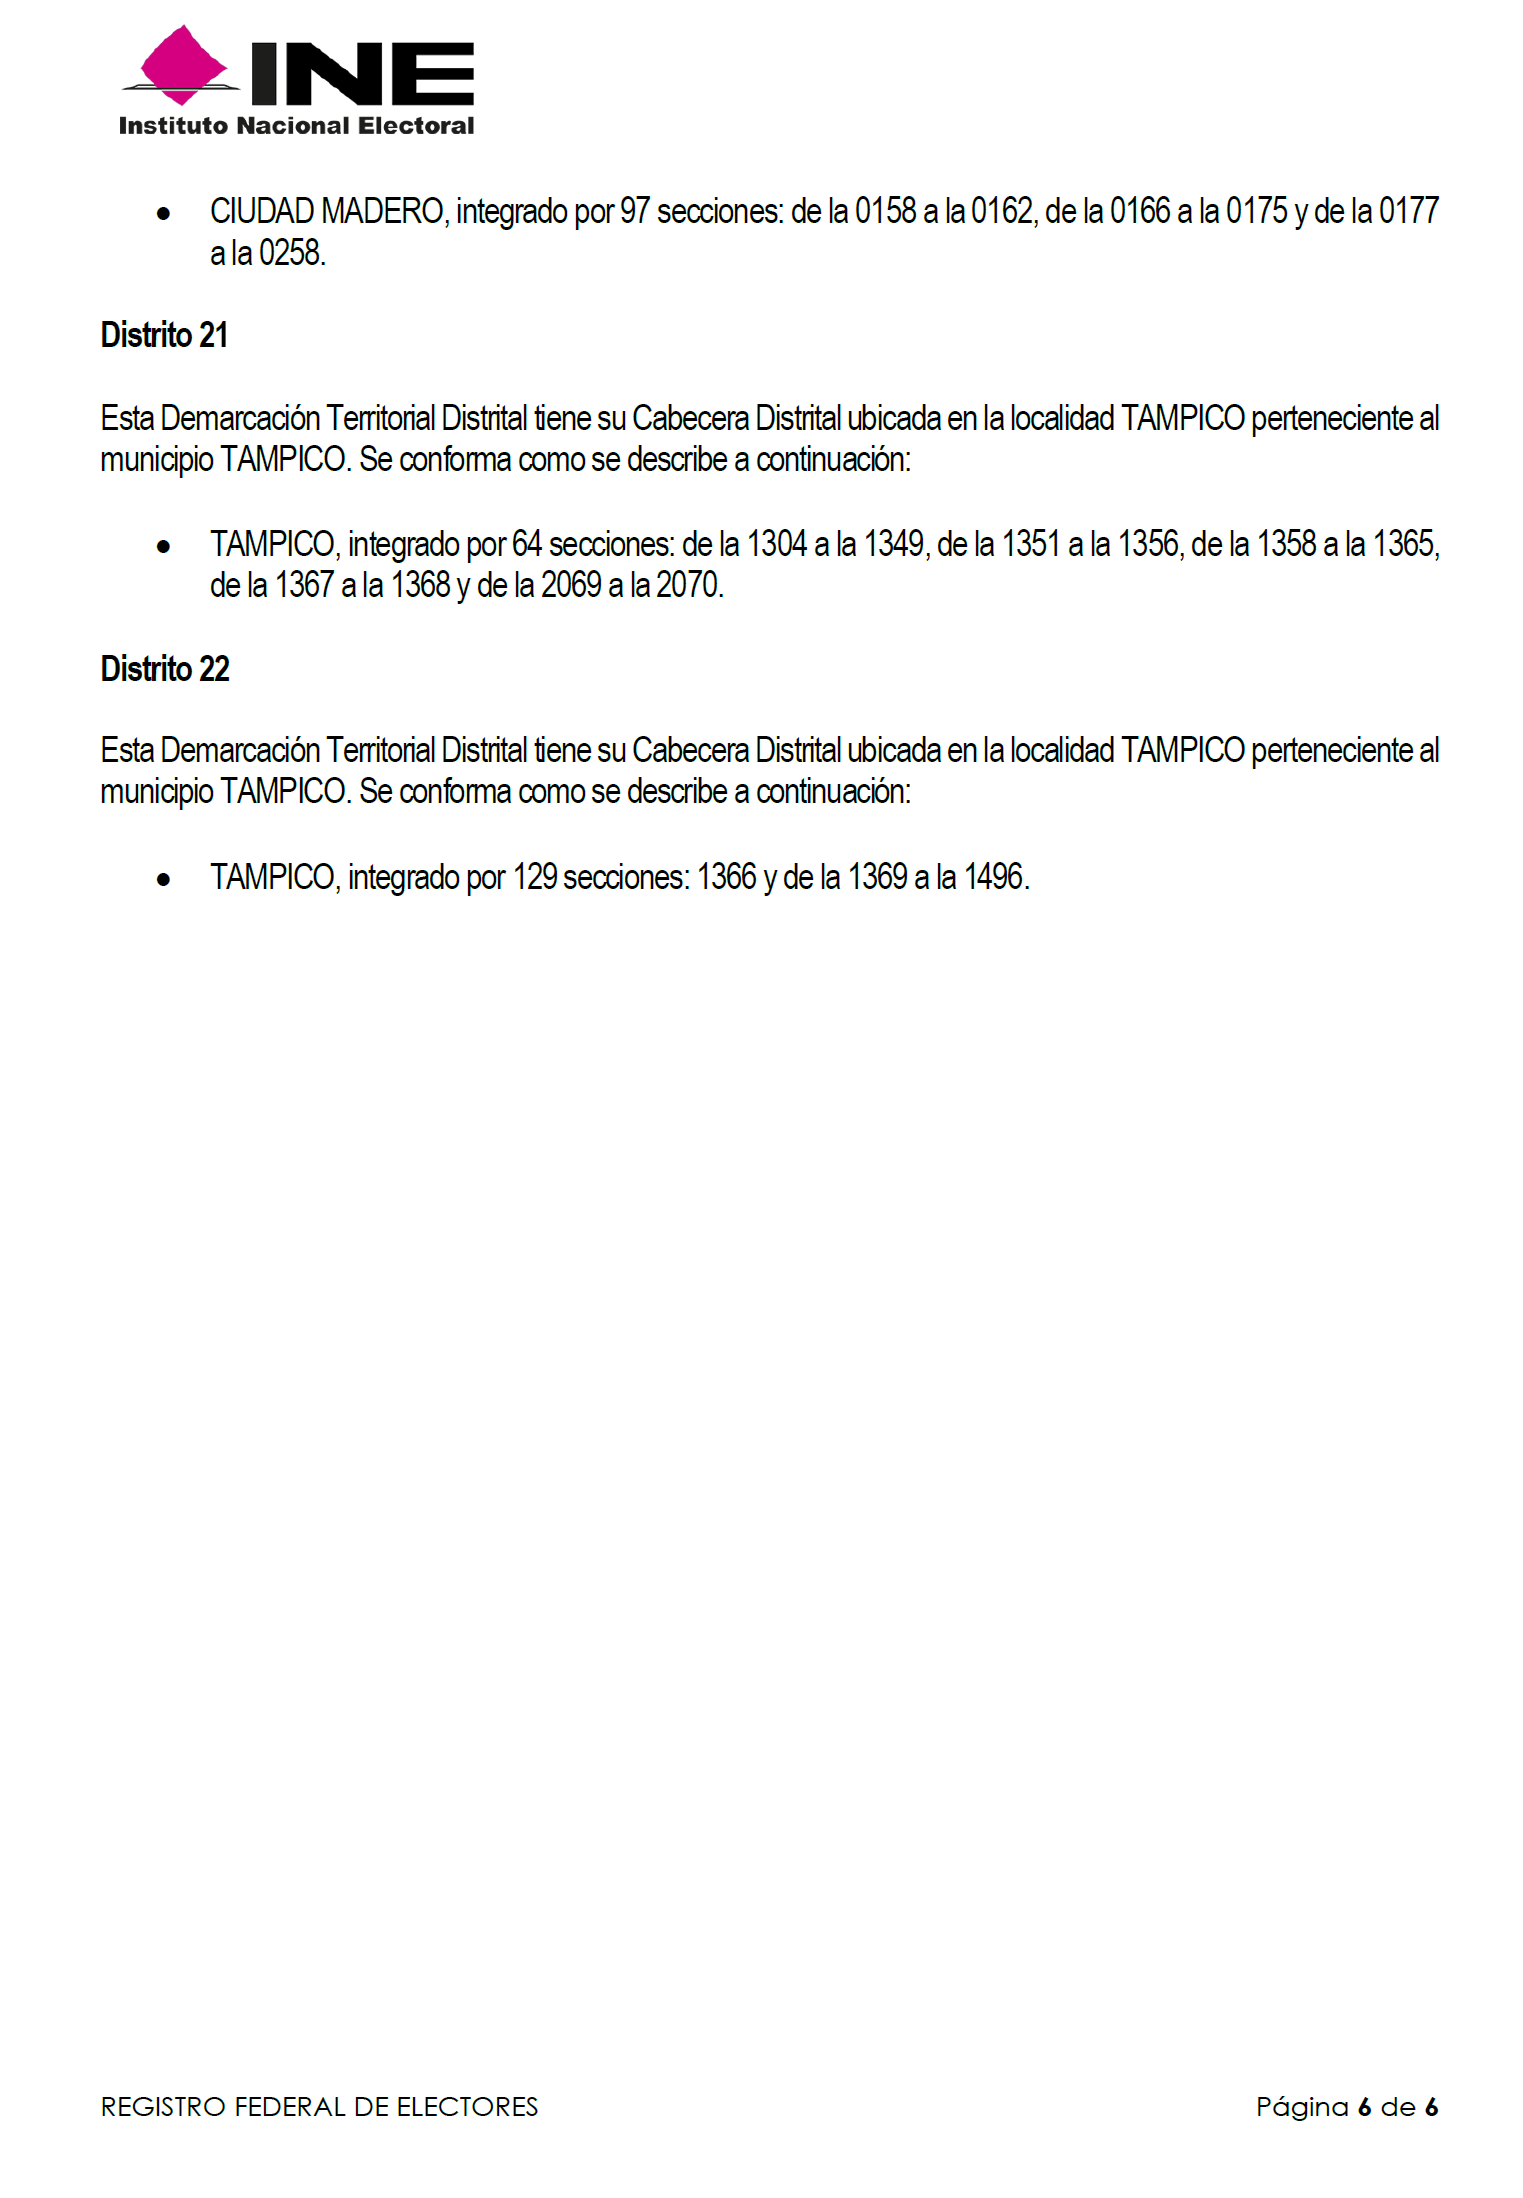 INE
Instituto Nacional Electoral
● CIUDAD MADERO, integrado por 97 secciones: de la 0158 a la 0162, de la 0166 a la 0175 y de la 0177
a la 0258.
Distrito 21
Esta Demarcación Territorial Distrital tiene su Cabecera Distrital ubicada en la localidad TAMPICO perteneciente al
municipio TAMPICO. Se conforma como se describe a continuación:
● TAMPICO, integrado por 64 secciones: de la 1304 a la 1349, de la 1351 a la 1356, de la 1358 a la 1365,
de la 1367 a la 1368 y de la 2069 a la 2070.
Distrito 22
Esta Demarcación Territorial Distrital tiene su Cabecera Distrital ubicada en la localidad TAMPICO perteneciente al
municipio TAMPICO. Se conforma como se describe a continuación:
● TAMPICO, integrado por 129 secciones: 1366 y de la 1369 a la 1496.
REGISTRO FEDERAL DE ELECTORES Página 6 de 6